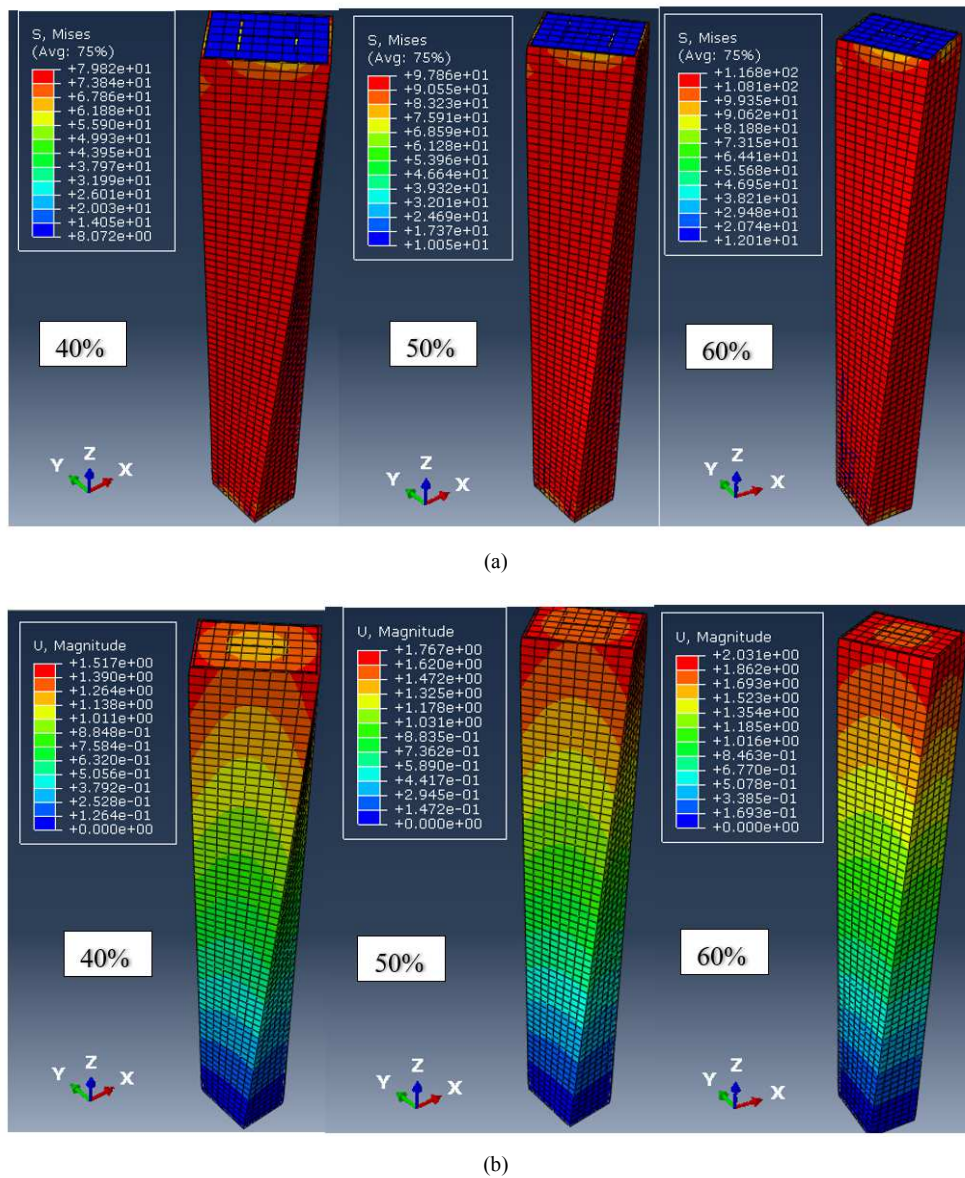 S, Mises
(Avg: 75%)
+7.982e+01
+7.384e+01
+6.786e+01
+6.188e+01
+5.590e+01
+4.993e+01
+4.395e+01
+3.797e+01
+3.199e+01
+2.601e+01
+2.003e+01
+1.405e+01
+8.072e+00
40%
Y Z X
S, Mises
(Avg: 75%)
+9.786e+01
+9.055e+01
+8.323e+01
+7.591e+01
+6.859e+01
+6.128e+01
+5.396e+01
+4.664e+01
+3.932e+01
+3.201e+01
+2.469e+01
+1.737e+01
+1.005e+01
50%
Y Z X
S, Mises
(Avg: 75%)
+1.168e+02
+1.081e+02
+9.935e+01
+9.062e+01
+8.188e+01
+7.315e+01
+6.441e+01
+5.568e+01
+4.695e+01
+3.821e+01
+2.948e+01
+2.074e+01
+1.201e+01
60%
Y Z X
(a)
U, Magnitude
+1.517e+00
+1.390e+00
+1.264e+00
+1.138e+00
+1.011e+00
+8.848e-01
+7.584e-01
+6.320e-01
+5.056e-01
+3.792e-01
+2.528e-01
+1.264e-01
+0.000e+00
40%
Y Z X
U, Magnitude
+1.767e+00
+1.620e+00
+1.472e+00
+1.325e+00
+1.178e+00
+1.031e+00
+8.835e-01
+7.362e-01
+5.890e-01
+4.417e-01
+2.945e-01
+1.472e-01
+0.000e+00
50%
Y Z X
U, Magnitude
+2.031e+00
+1.862e+00
+1.693e+00
+1.523e+00
+1.354e+00
+1.185e+00
+1.016e+00
+8.463e-01
+6.770e-01
+5.078e-01
+3.385e-01
+1.693e-01
+0.000e+00
60%
Y Z X
(b)